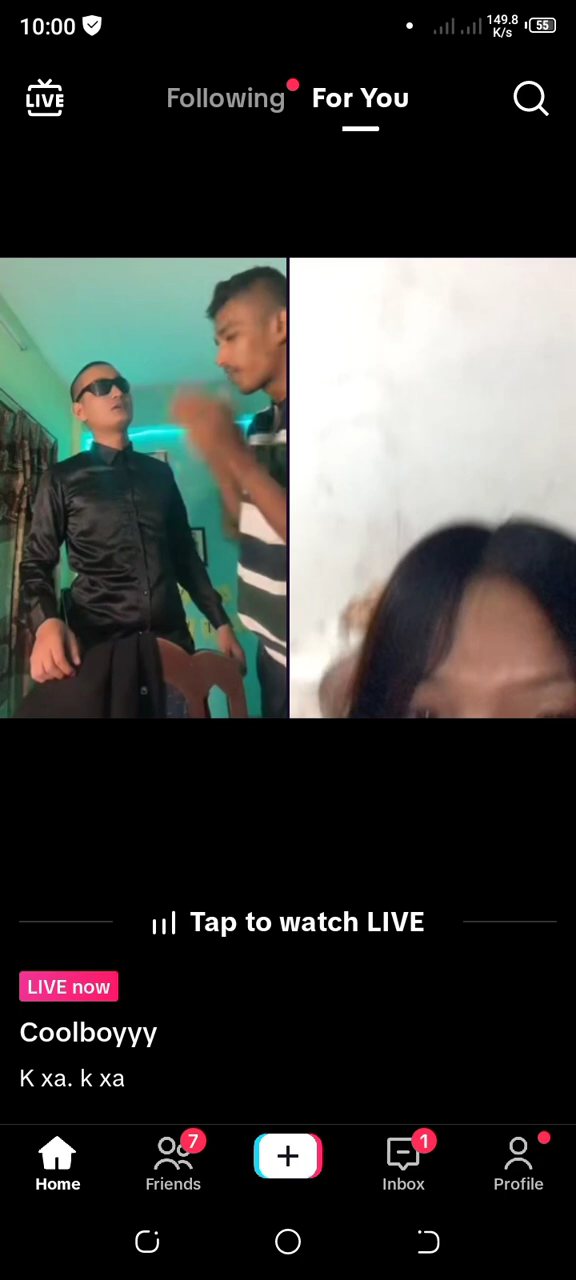 10:00
149.8
K/s
55
LIVE
Following
For You
Tap to watch LIVE
LIVE now
Coolboyyy
K xa. k xa
7
1
Home
Friends
Inbox
Profile